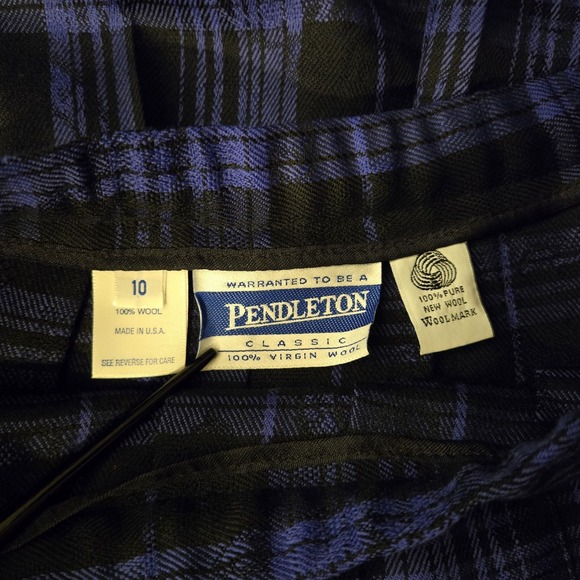 10
100% WOOL
MADE IN U.S.A.
SEE REVERSE FOR CARE
WARRANTED TO BE A
PENDLETON
CLASSIC
100% VIRGIN WOOL
100% PURE
NEW WOOL
WOOLMARK